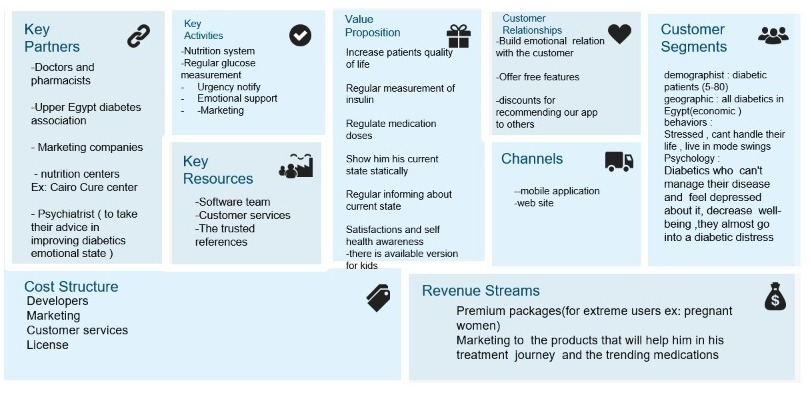 Key
Partners
-Doctors and
pharmacists
-Upper Egypt diabetes
association
- Marketing companies
- nutrition centers
Ex: Cairo Cure center
- Psychiatrist ( to take
their advice in
improving diabetics
emotional state )
Key
Activities
-Nutrition system
-Regular glucose
measurement
- Urgency notify
- Emotional support
- -Marketing
Key
Resources
-Software team
-Customer services
-The trusted
references
Value
Proposition
Increase patients quality
of life
Regular measurement of
insulin
Regulate medication
doses
Show him his current
state statically
Regular informing about
current state
Satisfactions and self
health awareness
-there is available version
for kids
Customer
Relationships
-Build emotional relation
with the customer
-Offer free features
-discounts for
recommending our app
to others
Channels
--mobile application
-web site
Customer
Segments
demographist : diabetic
patients (5-80)
geographic : all diabetics in
Egypt(economic )
behaviors :
Stressed , cant handle their
life , live in mode swings
Psychology :
Diabetics who can't
manage their disease
and feel depressed
about it, decrease well-
being ,they almost go
into a diabetic distress
Cost Structure
Developers
Marketing
Customer services
License
Revenue Streams
Premium packages(for extreme users ex: pregnant
women)
Marketing to the products that will help him in his
treatment journey and the trending medications
$